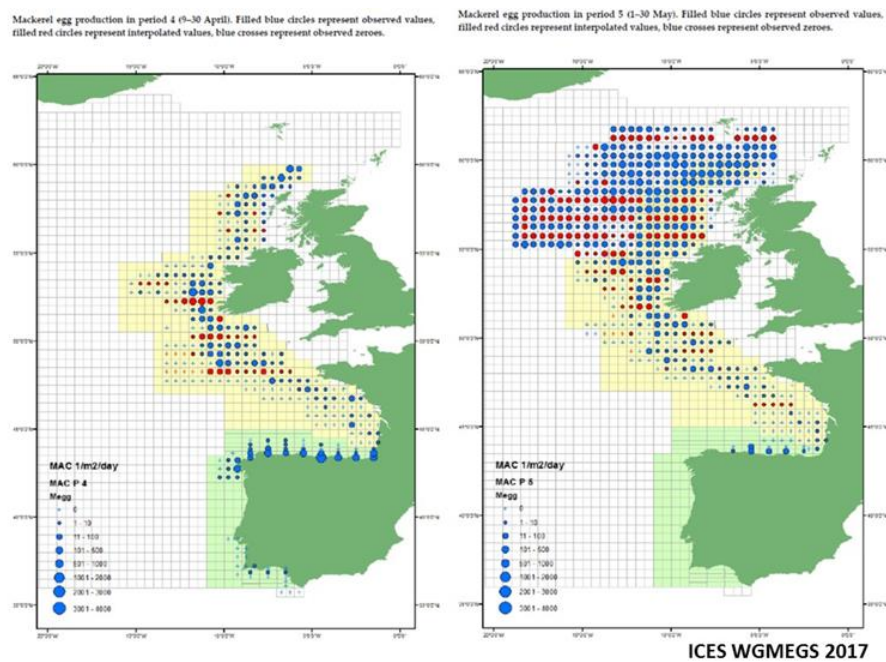 Mackerel egg production in period 4 (9–30 April). Filled blue circles represent observed values,
filled red circles represent interpolated values, blue crosses represent observed zeroes.
Mackerel egg production in period 5 (1–30 May). Filled blue circles represent observed values,
filled red circles represent interpolated values, blue crosses represent observed zeroes.
MAC 1/m2/day
MAC P 4
Megg
0
1 - 10
11 - 100
101 - 500
501 - 1000
1001 - 2000
2001 - 3000
3001 - 8000
MAC 1/m2/day
MAC P 5
Megg
0
1 - 10
11 - 100
101 - 500
501 - 1000
1001 - 2000
2001 - 3000
3001 - 8000
ICES WGMEGS 2017